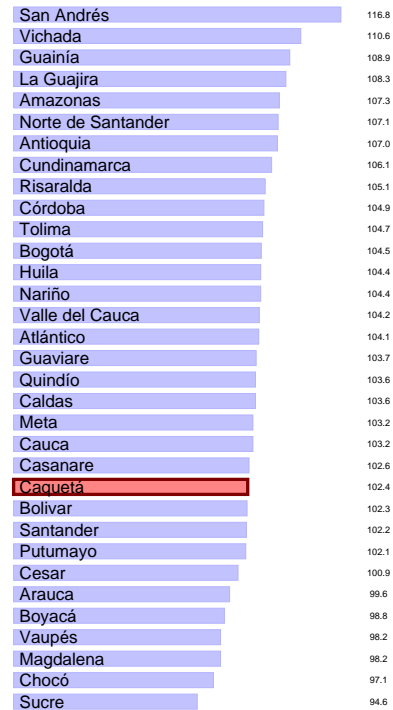 San Andrés 116.8
Vichada 110.6
Guainía 108.9
La Guajira 108.3
Amazonas 107.3
Norte de Santander 107.1
Antioquia 107.0
Cundinamarca 106.1
Risaralda 105.1
Córdoba 104.9
Tolima 104.7
Bogotá 104.5
Huila 104.4
Nariño 104.4
Valle del Cauca 104.2
Atlántico 104.1
Guaviare 103.7
Quindío 103.6
Caldas 103.6
Meta 103.2
Cauca 103.2
Casanare 102.6
Caquetá 102.4
Bolivar 102.3
Santander 102.2
Putumayo 102.1
Cesar 100.9
Arauca 99.6
Boyacá 98.8
Vaupés 98.2
Magdalena 98.2
Chocó 97.1
Sucre 94.6